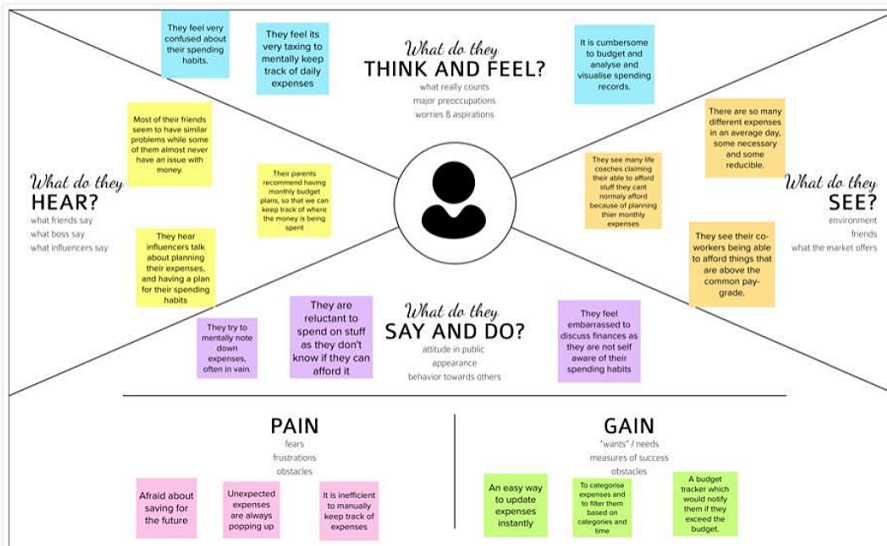 They feel very
confused about
their spending
habits.
They feel its
very taxing to
mentally keep
track of daily
expenses
What do they
THINK AND FEEL?
what really counts
major preoccupations
worries & aspirations
It is cumbersome
to budget and
analyse and
visualise spending
records.
What do they
HEAR?
what friends say
what boss say
what influencers say
Most of their friends
seem to have similar
problems while some
of them almost never
have an issue with
money.
Their parents
recommend having
monthly budget
plans, so that we can
keep track of where
the money is being
spent
They hear
influencers talk
about planning
their expenses,
and having a plan
for their spending
habits
They see many life
coaches claiming
their able to afford
stuff they cant
normaly afford
because of planning
thier monthly
expenses
There are so many
different expenses
in an average day,
some necessary
and some
reducible.
They see their co-
workers being able
to afford things that
are above the
common pay-
grade.
What do they
SEE?
environment
friends
what the market offers
They try to
mentally note
down
expenses,
often in vain.
They are
reluctant to
spend on stuff
as they don't
know if they can
afford it
What do they
SAY AND DO?
attitude in public
appearance
behavior towards others
They feel
embarrassed to
discuss finances as
they are not self
aware of their
spending habits
PAIN
fears
frustrations
obstacles
Afraid about
saving for
the future
Unexpected
expenses
are always
popping up
It is inefficient
to manually
keep track of
expenses
GAIN
"wants" / needs
measures of success
obstacles
An easy way
to update
expenses
instantly
To categorise
expenses and
to filter them
based on
categories and
time
A budget
tracker which
would notify
them if they
exceed the
budget.